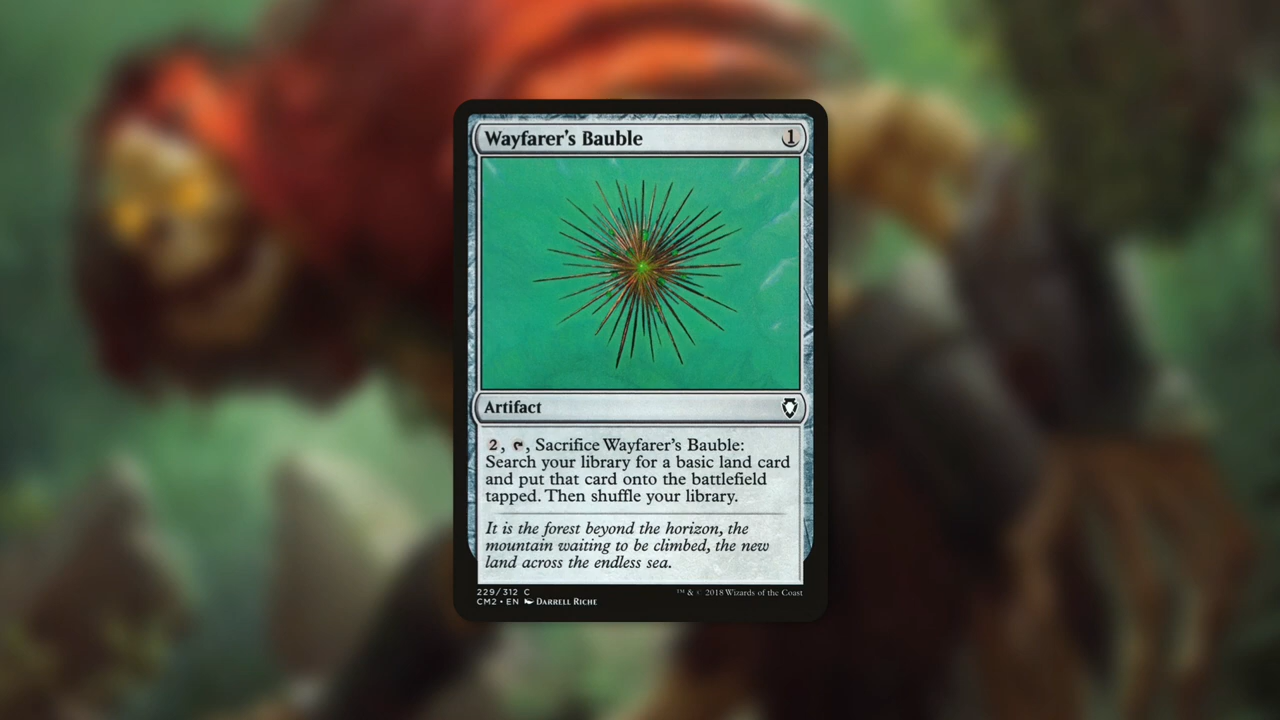 Wayfarer's Bauble 1
Artifact
2, , Sacrifice Wayfarer's Bauble:
Search your library for a basic land card
and put that card onto the battlefield
tapped. Then shuffle your library.
It is the forest beyond the horizon, the
mountain waiting to be climbed, the new
land across the endless sea.
229/312 C
CM2 • EN Darrell Riche
™ & © 2018 Wizards of the Coast